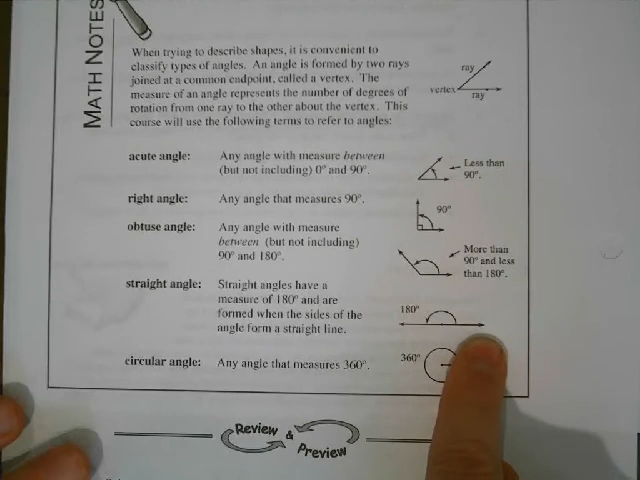 MATH NOTES
When trying to describe shapes, it is convenient to
classify types of angles. An angle is formed by two rays
joined at a common endpoint, called a vertex. The
measure of an angle represents the number of degrees of
rotation from one ray to the other about the vertex. This
course will use the following terms to refer to angles:
ray
vertex
ray
acute angle: Any angle with measure between
(but not including) 0° and 90°.
Less than
90°.
right angle: Any angle that measures 90°.
90°
obtuse angle: Any angle with measure
between (but not including)
90° and 180°.
More than
90° and less
than 180°.
straight angle: Straight angles have a
measure of 180° and are
formed when the sides of the
angle form a straight line.
180°
circular angle: Any angle that measures 360°.
360°
Review
&
Preview